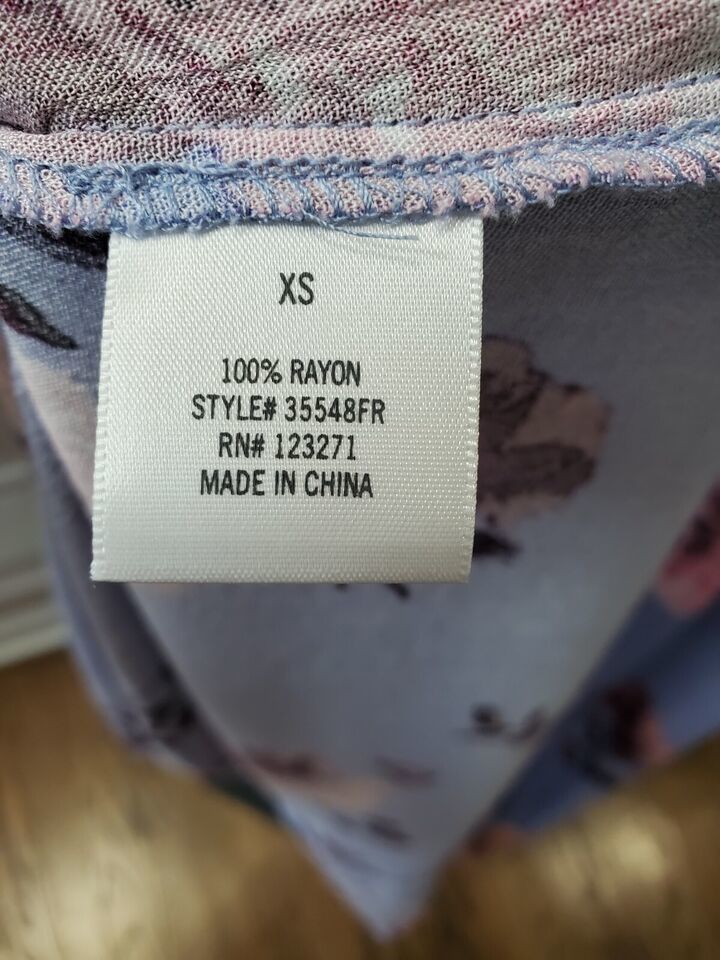 XS
100% RAYON
STYLE# 35548FR
RN# 123271
MADE IN CHINA